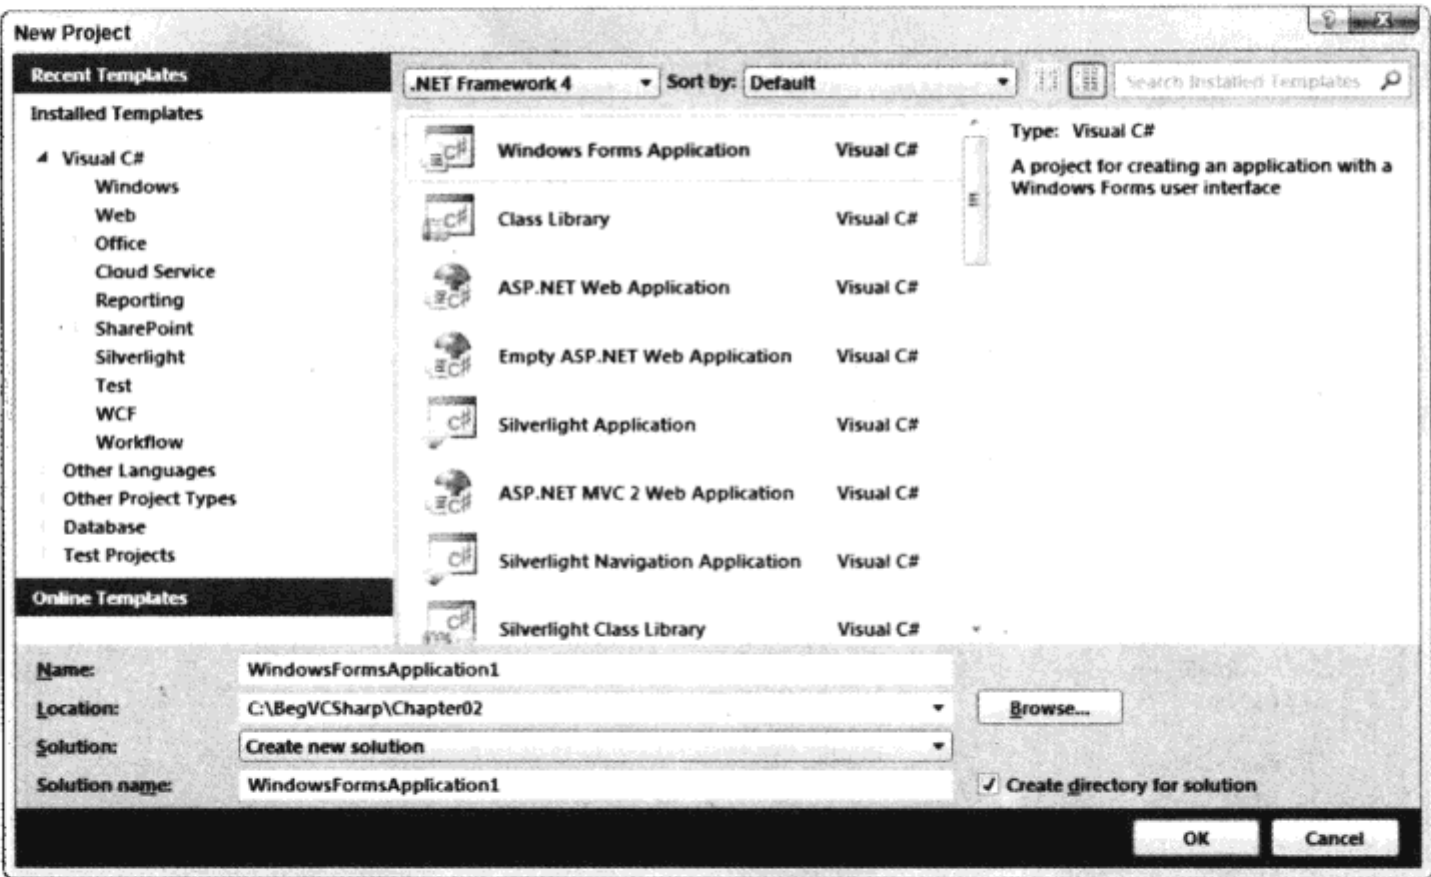 New Project
Recent Templates
.NET Framework 4
Sort by: Default
Search Installed Templates
Installed Templates
Visual C#
Windows
Web
Office
Cloud Service
Reporting
SharePoint
Silverlight
Test
WCF
Workflow
Other Languages
Other Project Types
Database
Test Projects
Online Templates
Windows Forms Application Visual C#
Class Library Visual C#
ASP.NET Web Application Visual C#
Empty ASP.NET Web Application Visual C#
Silverlight Application Visual C#
ASP.NET MVC 2 Web Application Visual C#
Silverlight Navigation Application Visual C#
Silverlight Class Library Visual C#
Type: Visual C#
A project for creating an application with a
Windows Forms user interface
Name: WindowsFormsApplication1
Location: C:\BegVCSharp\Chapter02
Browse...
Solution: Create new solution
Solution name: WindowsFormsApplication1
Create directory for solution
OK
Cancel